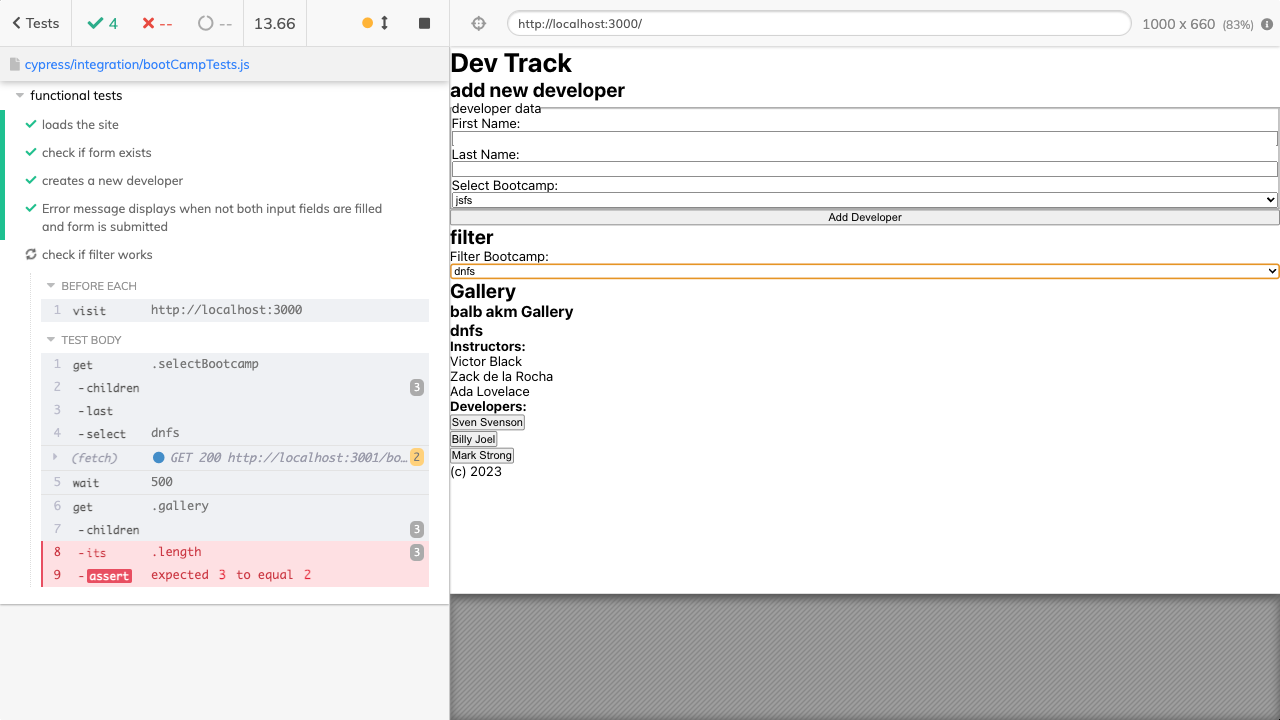 Tests
4
--
--
13.66
http://localhost:3000/
1000 x 660 (83%)
cypress/integration/bootCampTests.js
functional tests
loads the site
check if form exists
creates a new developer
Error message displays when not both input fields are filled
and form is submitted
check if filter works
BEFORE EACH
1 visit http://localhost:3000
TEST BODY
1 get .selectBootcamp
2 -children 3
3 -last
4 -select dnfs
(fetch) GET 200 http://localhost:3001/bo… 2
5 wait 500
6 get .gallery
7 -children 3
8 -its .length 3
9 -assert expected 3 to equal 2
Dev Track
add new developer
developer data
First Name:
Last Name:
Select Bootcamp:
jsfs
Add Developer
filter
Filter Bootcamp:
dnfs
Gallery
balb akm Gallery
dnfs
Instructors:
Victor Black
Zack de la Rocha
Ada Lovelace
Developers:
Sven Svenson
Billy Joel
Mark Strong
(c) 2023